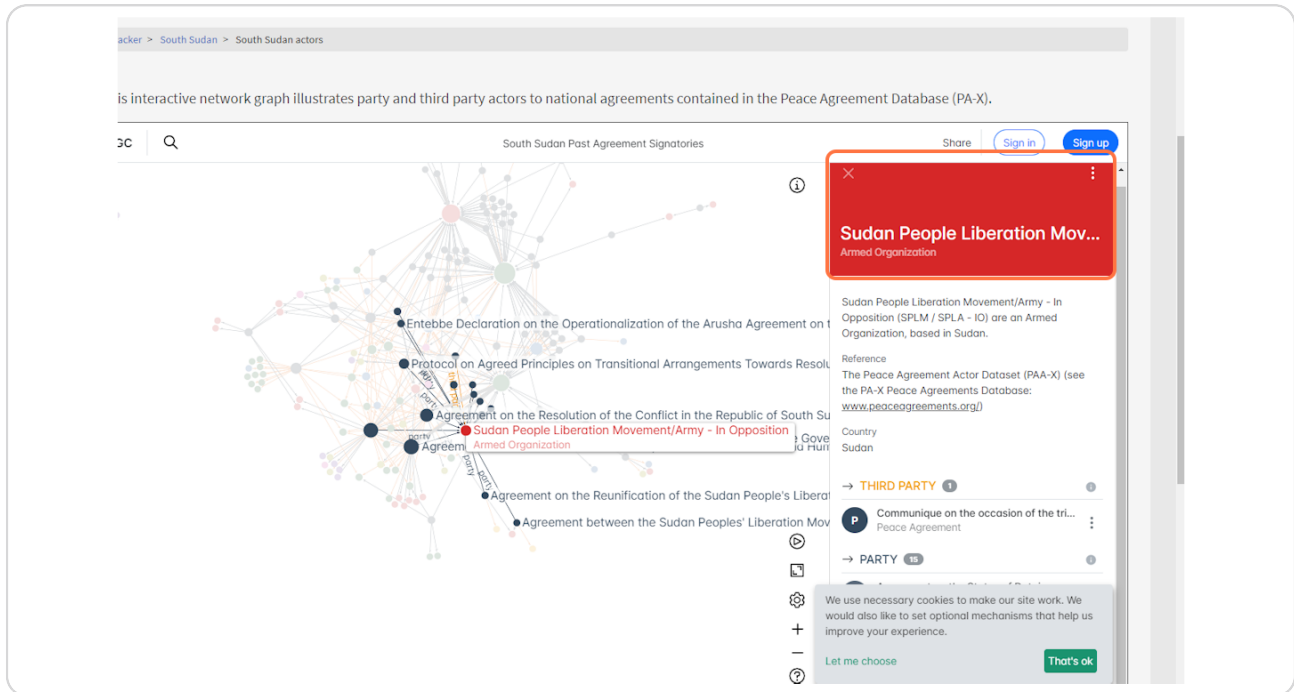 acker > South Sudan > South Sudan actors
is interactive network graph illustrates party and third party actors to national agreements contained in the Peace Agreement Database (PA-X).
GC
South Sudan Past Agreement Signatories
Share
Sign in
Sign up
Sudan People Liberation Mov...
Armed Organization
Entebbe Declaration on the Operationalization of the Arusha Agreement on t
Protocol on Agreed Principles on Transitional Arrangements Towards Resolu
party
party
Agreement on the Resolution of the Conflict in the Republic of South Su
Sudan People Liberation Movement/Army - In Opposition
Armed Organization
party
e Gove
Agreem
party
party
Agreement on the Reunification of the Sudan People's Liberat
Agreement between the Sudan Peoples' Liberation Mov
Sudan People Liberation Movement/Army - In
Opposition (SPLM / SPLA - IO) are an Armed
Organization, based in Sudan.
Reference
The Peace Agreement Actor Dataset (PAA-X) (see
the PA-X Peace Agreements Database:
www.peaceagreements.org/)
Country
Sudan
→ THIRD PARTY 1
P
Communique on the occasion of the tri...
Peace Agreement
→ PARTY 15
We use necessary cookies to make our site work. We
would also like to set optional mechanisms that help us
improve your experience.
Let me choose
That's ok